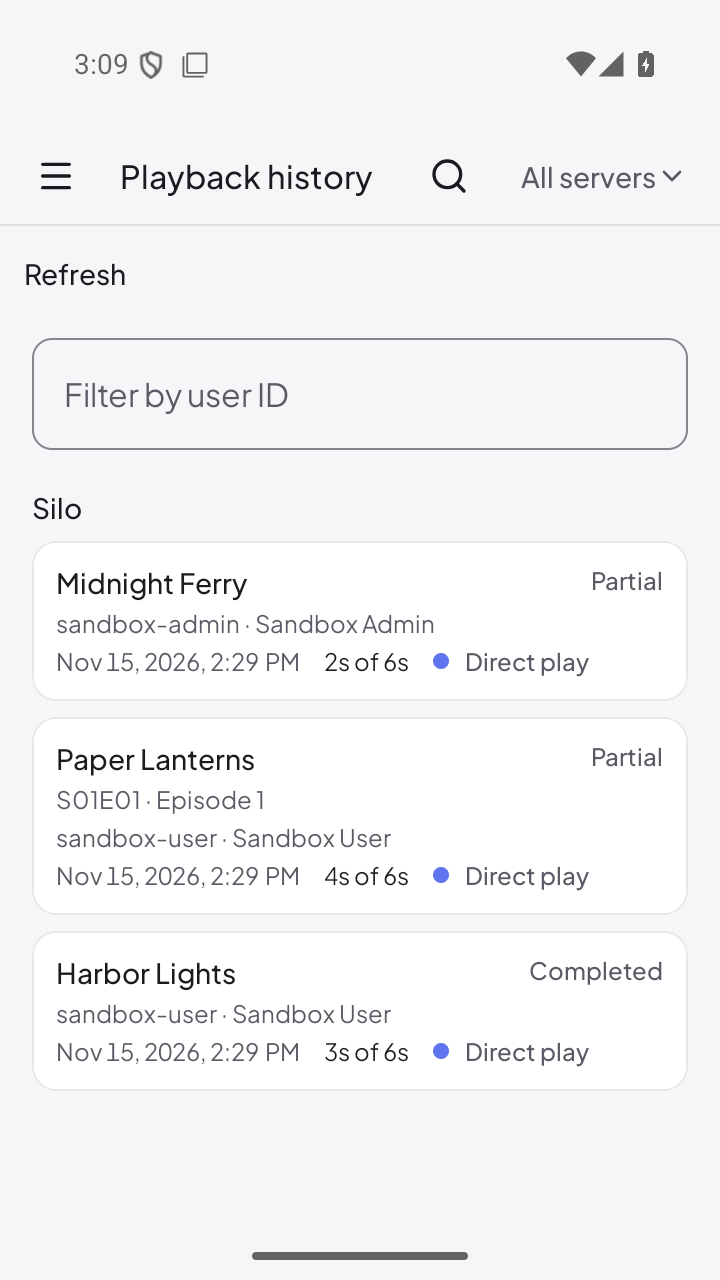 3:09
Playback history
All servers
Refresh
Filter by user ID
Silo
Midnight Ferry
Partial
sandbox-admin · Sandbox Admin
Nov 15, 2026, 2:29 PM 2s of 6s Direct play
Paper Lanterns
Partial
S01E01 · Episode 1
sandbox-user · Sandbox User
Nov 15, 2026, 2:29 PM 4s of 6s Direct play
Harbor Lights
Completed
sandbox-user · Sandbox User
Nov 15, 2026, 2:29 PM 3s of 6s Direct play